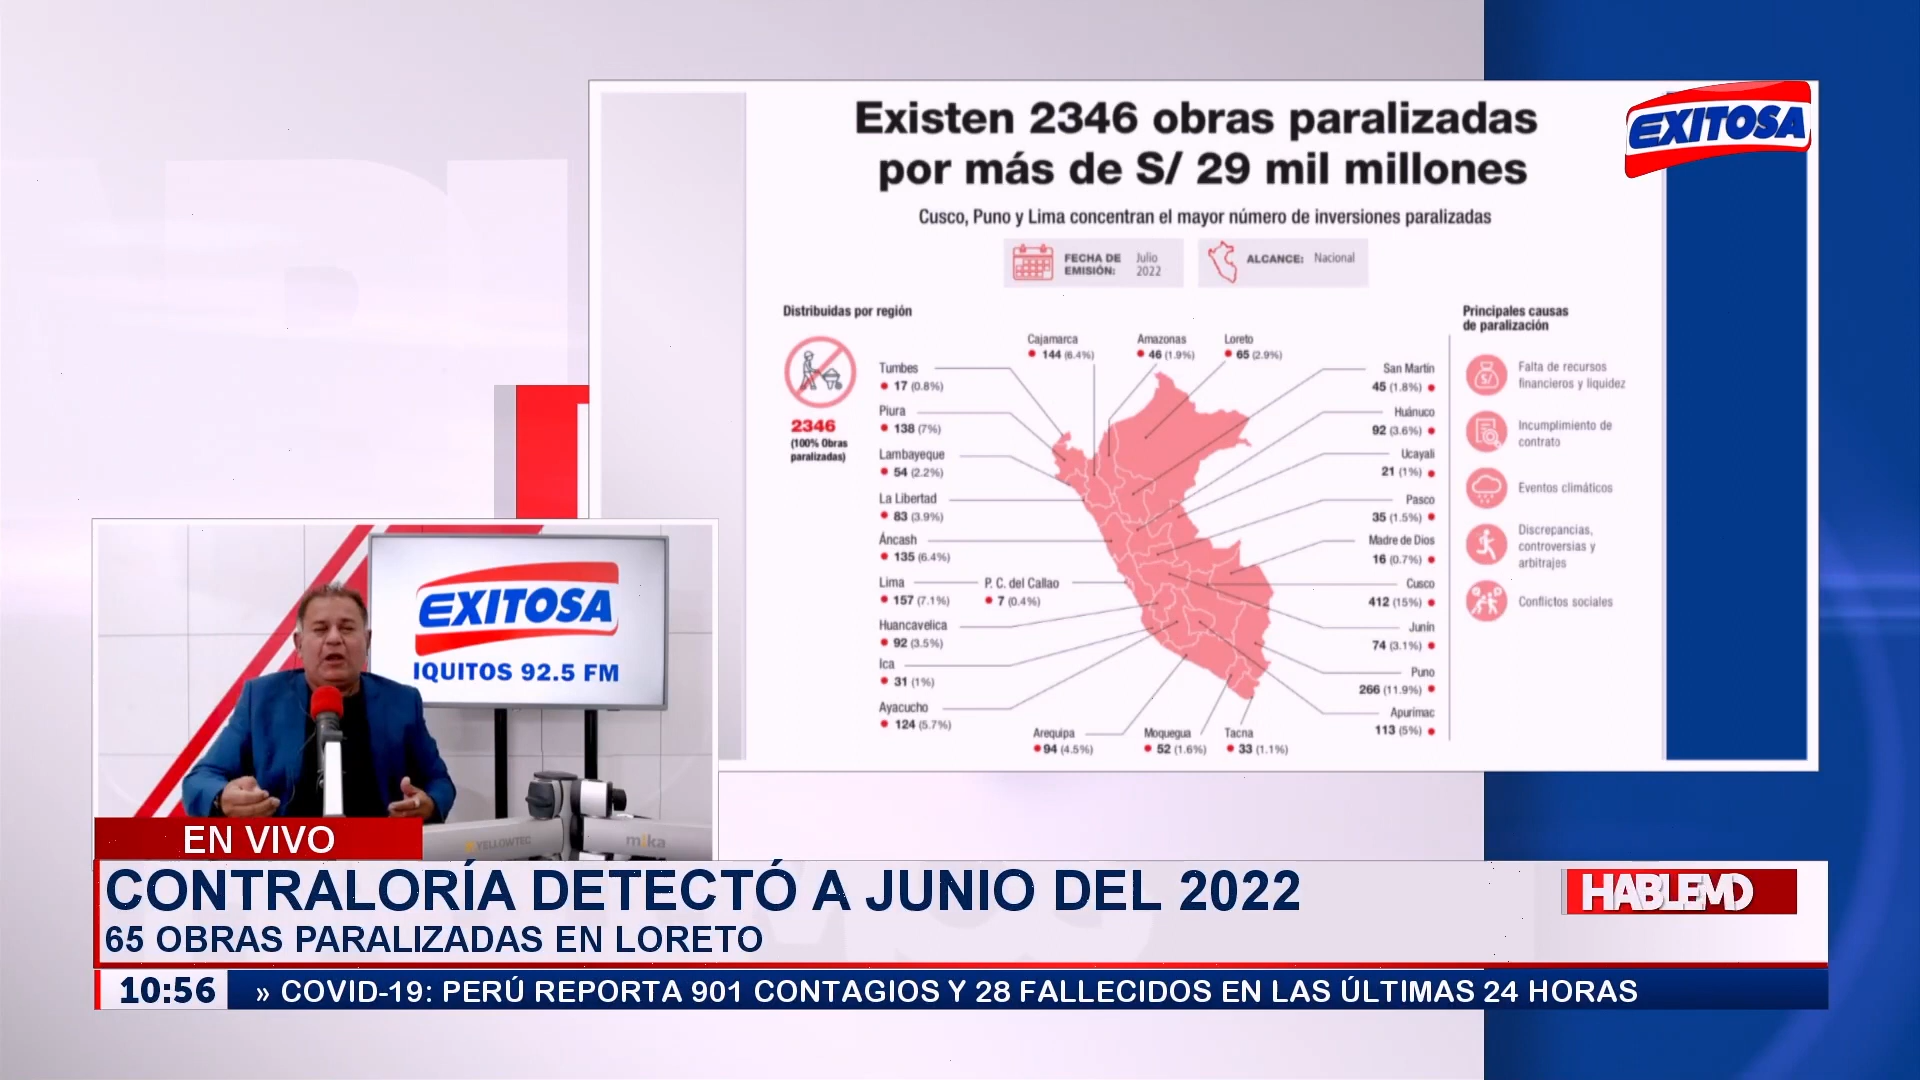 Existen 2346 obras paralizadas
por más de S/ 29 mil millones
EXITOSA
Cusco, Puno y Lima concentran el mayor número de inversiones paralizadas
FECHA DE
EMISIÓN:
Julio
2022
ALCANCE:
Nacional
Distribuidas por región
2346
(100% Obras
paralizadas)
Cajamarca
144 (6.4%)
Amazonas
46 (1.9%)
Loreto
65 (2.9%)
Tumbes
17 (0.8%)
Piura
138 (7%)
Lambayeque
54 (2.2%)
La Libertad
83 (3.9%)
Áncash
135 (6.4%)
Lima
157 (7.1%)
P. C. del Callao
7 (0.4%)
Huancavelica
92 (3.5%)
Ica
31 (1%)
Ayacucho
124 (5.7%)
Arequipa
94 (4.5%)
Moquegua
52 (1.6%)
Tacna
33 (1.1%)
San Martín
45 (1.8%)
Huánuco
92 (3.6%)
Ucayali
21 (1%)
Pasco
35 (1.5%)
Madre de Dios
16 (0.7%)
Cusco
412 (15%)
Junín
74 (3.1%)
Puno
266 (11.9%)
Apurímac
113 (5%)
Principales causas
de paralización
S/
Falta de recursos
financieros y liquidez
Incumplimiento de
contrato
Eventos climáticos
Discrepancias,
controversias y
arbitrajes
Conflictos sociales
EXITOSA
IQUITOS 92.5 FM
YELLOWTEC
mika
EN VIVO
CONTRALORÍA DETECTÓ A JUNIO DEL 2022
65 OBRAS PARALIZADAS EN LORETO
HABLEMO
10:56
» COVID-19: PERÚ REPORTA 901 CONTAGIOS Y 28 FALLECIDOS EN LAS ÚLTIMAS 24 HORAS